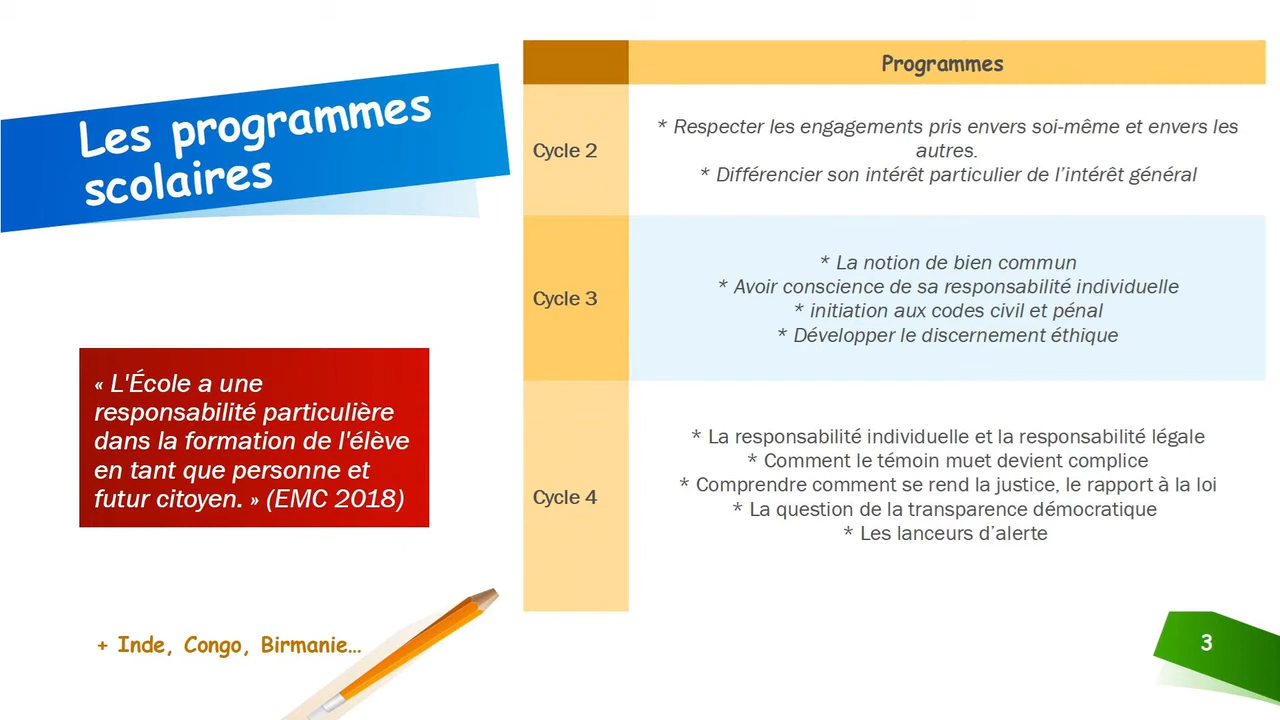 Les programmes
scolaires
« L'École a une
responsabilité particulière
dans la formation de l'élève
en tant que personne et
futur citoyen. » (EMC 2018)
+ Inde, Congo, Birmanie…
Programmes
Cycle 2
* Respecter les engagements pris envers soi-même et envers les
autres.
* Différencier son intérêt particulier de l’intérêt général
Cycle 3
* La notion de bien commun
* Avoir conscience de sa responsabilité individuelle
* initiation aux codes civil et pénal
* Développer le discernement éthique
Cycle 4
* La responsabilité individuelle et la responsabilité légale
* Comment le témoin muet devient complice
* Comprendre comment se rend la justice, le rapport à la loi
* La question de la transparence démocratique
* Les lanceurs d’alerte
3